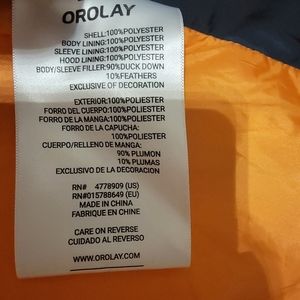 OROLAY
SHELL:100%POLYESTER
BODY LINING:100%POLYESTER
SLEEVE LINING:100%POLYESTER
HOOD LINING:100%POLYESTER
BODY/SLEEVE FILLER:90%DUCK DOWN
10%FEATHERS
EXCLUSIVE OF DECORATION
EXTERIOR:100%POLIESTER
FORRO DEL CUERPO:100%POLIESTER
FORRO DE LA MANGA:100%POLIESTER
FORRO DE LA CAPUCHA:
100%POLIESTER
CUERPO/RELLENO DE MANGA:
90% PLUMON
10% PLUMAS
EXCLUSIVO DE LA DECORACION
RN# 4778909 (US)
RN#015788649 (EU)
MADE IN CHINA
FABRIQUE EN CHINE
CARE ON REVERSE
CUIDADO AL REVERSO
WWW.OROLAY.COM